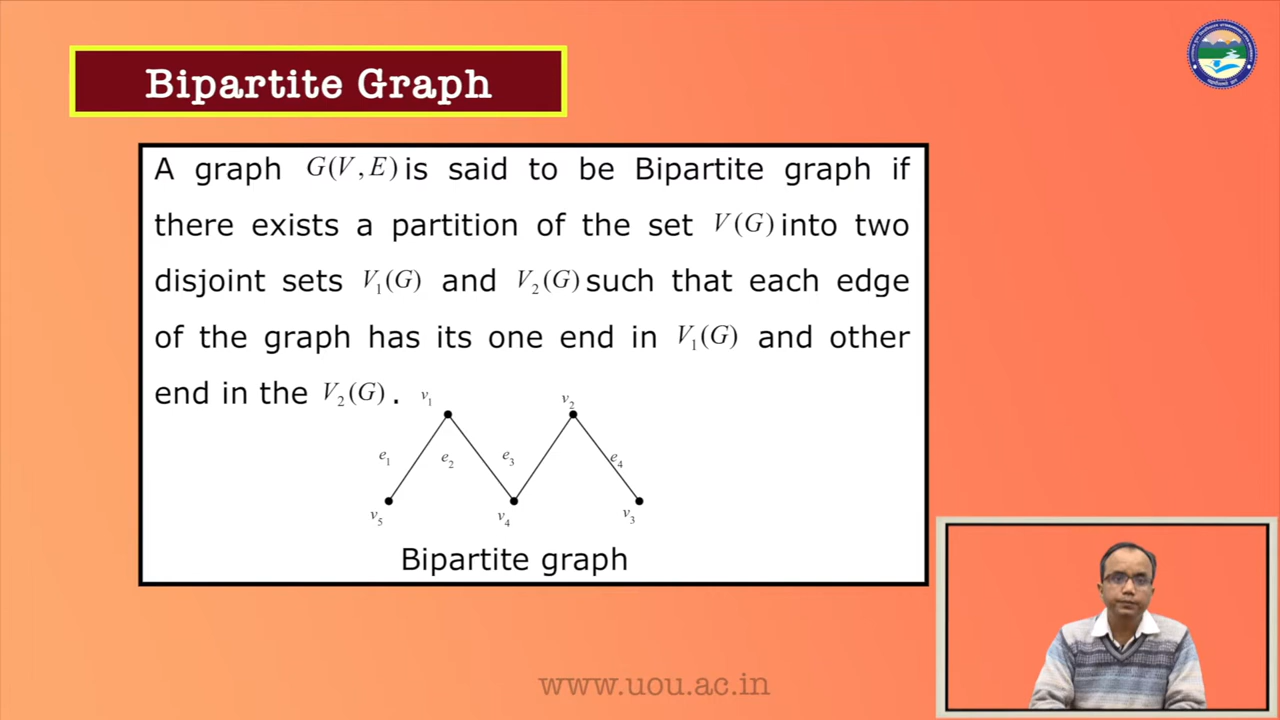 Bipartite Graph
A graph G(V,E) is said to be Bipartite graph if
there exists a partition of the set V(G) into two
disjoint sets V₁(G) and V₂(G) such that each edge
of the graph has its one end in V₁(G) and other
end in the V₂(G).
v₁ v₂
e₁ e₂ e₃ e₄
v₅ v₄ v₃
Bipartite graph
www.uou.ac.in